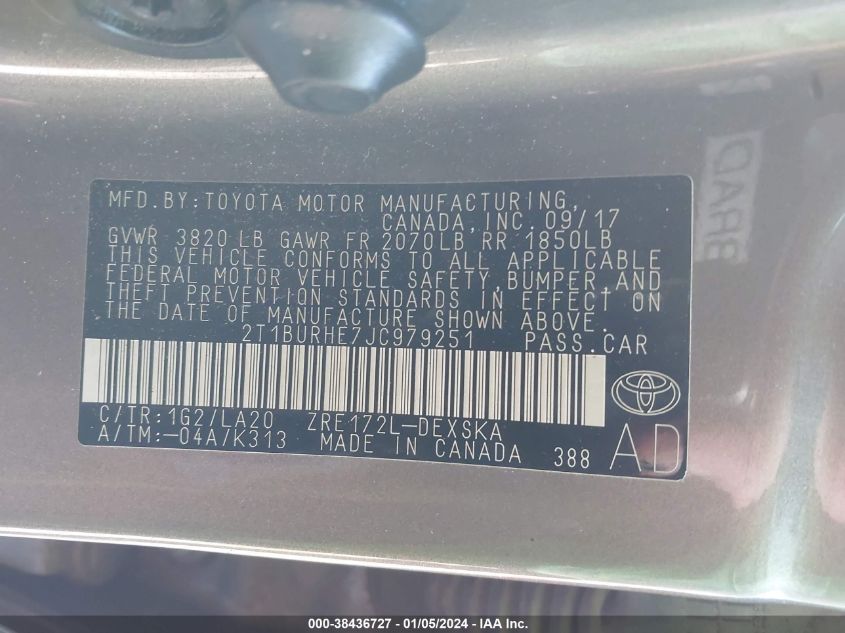 MFD.BY:TOYOTA MOTOR MANUFACTURING,
CANADA,INC. 09/17
GVWR 3820 LB GAWR FR 2070LB RR 1850LB
THIS VEHICLE CONFORMS TO ALL APPLICABLE
FEDERAL MOTOR VEHICLE SAFETY,BUMPER,AND
THEFT PREVENTION STANDARDS IN EFFECT ON
THE DATE OF MANUFACTURE SHOWN ABOVE.
2T1BURHE7JC979251 PASS.CAR
C/TR:1G2/LA20 ZRE172L-DEXSKA
A/TM:-04A/K313 MADE IN CANADA 388
AD
000-38436727 - 01/05/2024 - IAA Inc.